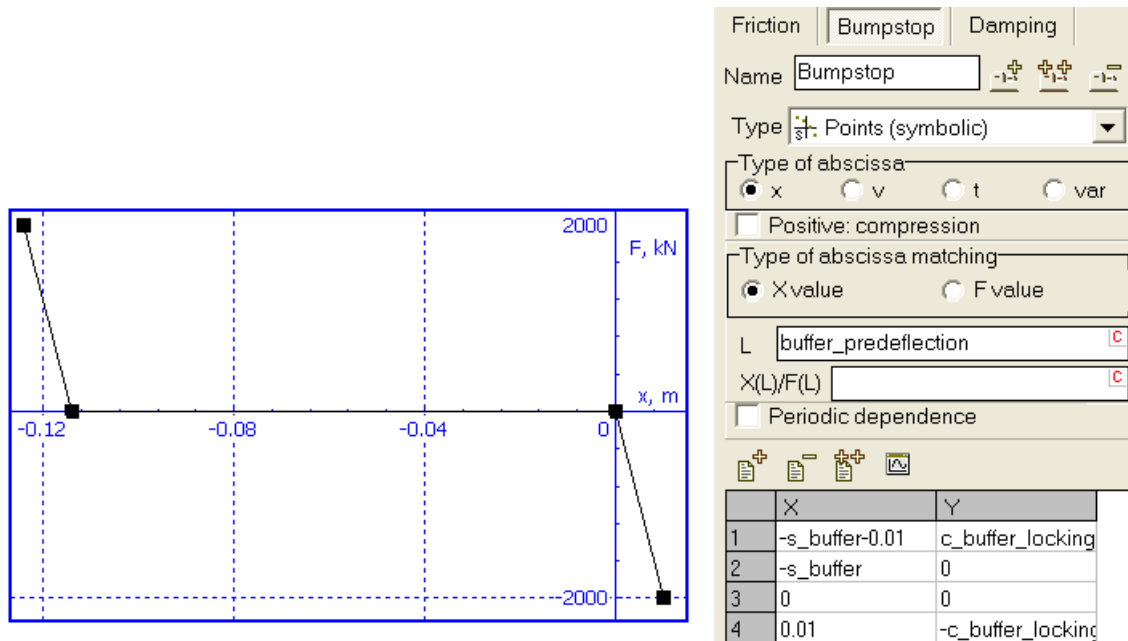 2000
F, kN
x, m
-0.12
-0.08
-0.04
0
-2000
Friction
Bumpstop
Damping
Name
Bumpstop
Type
Points (symbolic)
Type of abscissa
x
v
t
var
Positive: compression
Type of abscissa matching
X value
F value
L
buffer_predeflection
C
X(L)/F(L)
C
Periodic dependence
X
Y
1
-s_buffer-0.01
c_buffer_locking
2
-s_buffer
0
3
0
0
4
0.01
-c_buffer_locking